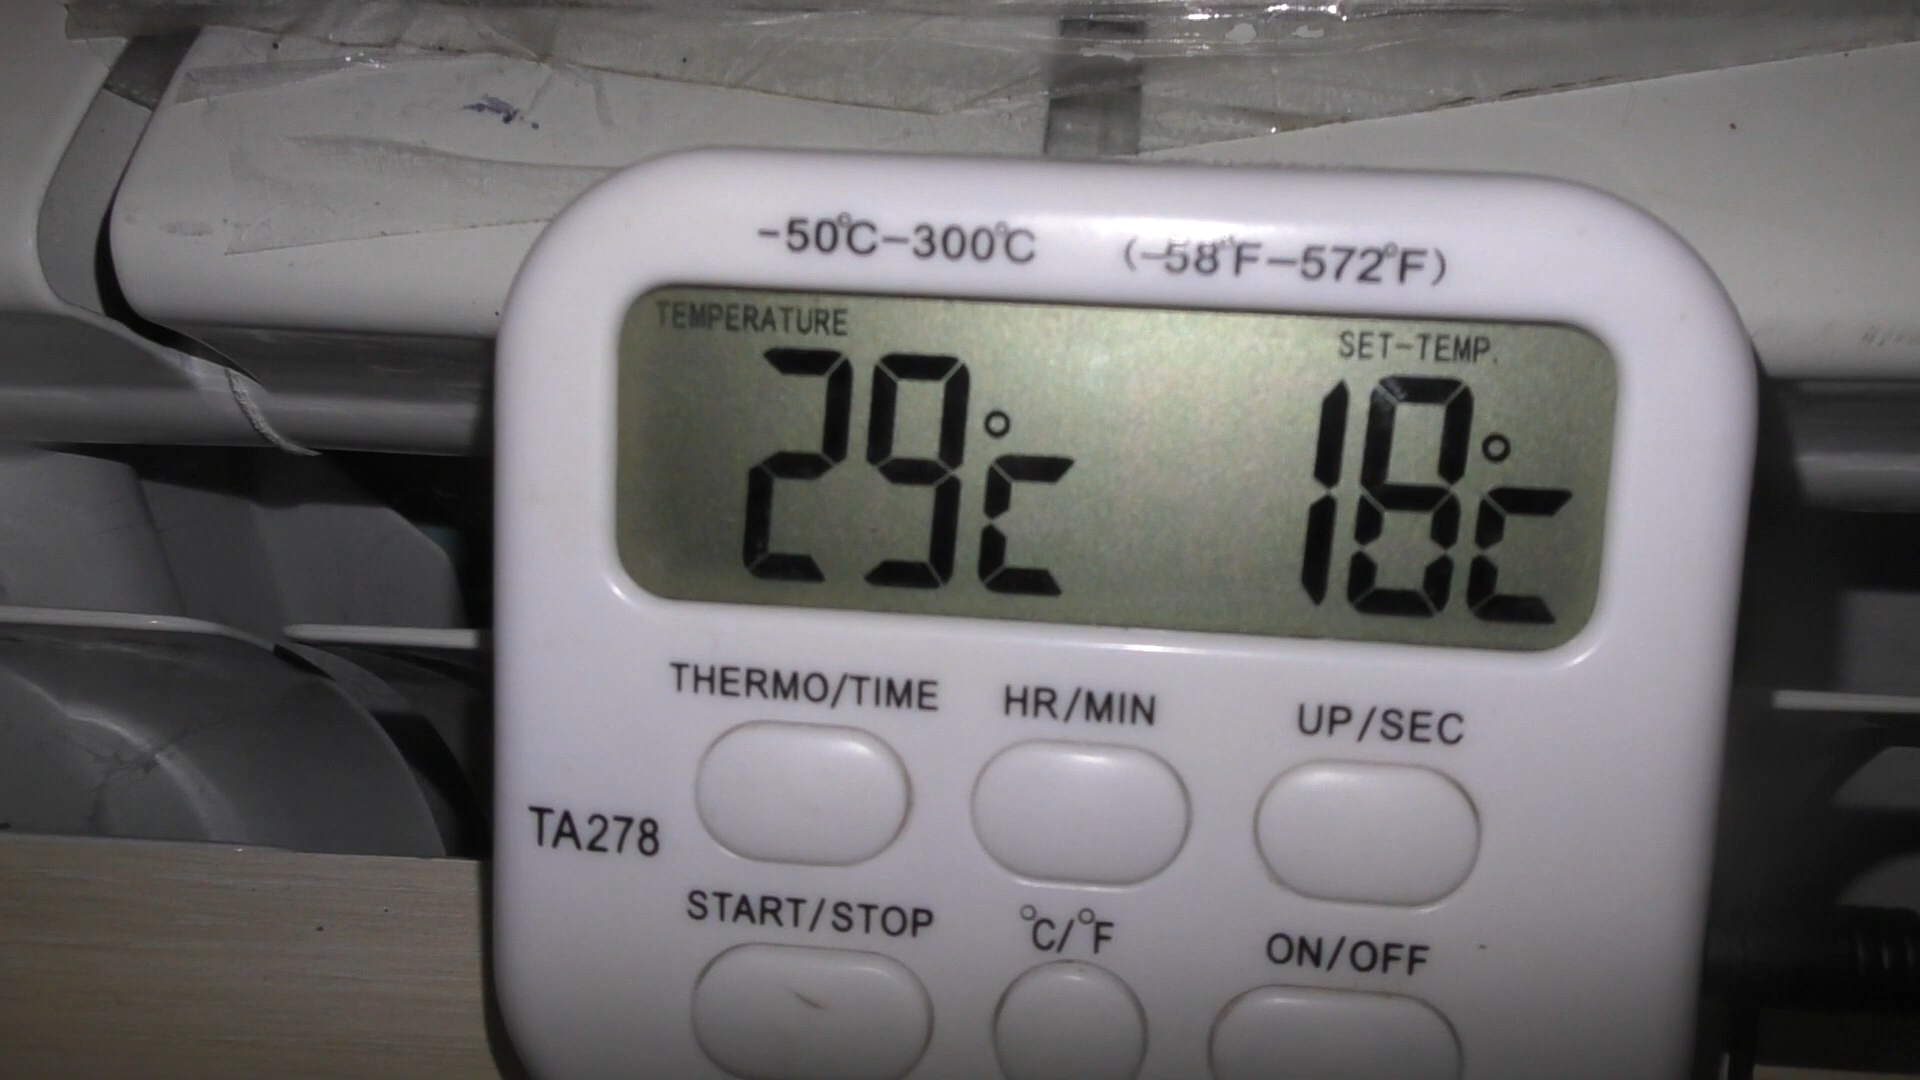 -50℃-300℃ (-58°F-572°F)
TEMPERATURE SET-TEMP.
29°C 18°C
THERMO/TIME HR/MIN UP/SEC
TA278
START/STOP °C/°F ON/OFF